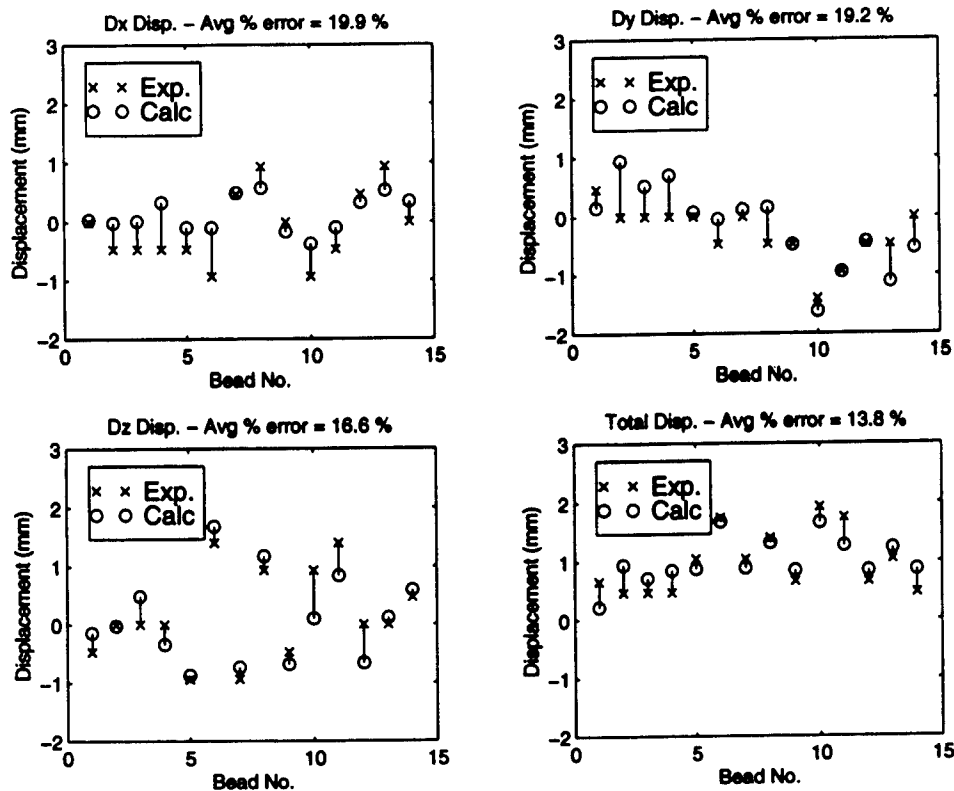 Dx Disp. – Avg % error = 19.9 %
3
2
1
0
−1
−2
0
5
10
15
Displacement (mm)
Bead No.
× × Exp.
O O Calc
Dy Disp. – Avg % error = 19.2 %
3
2
1
0
−1
−2
0
5
10
15
Displacement (mm)
Bead No.
× × Exp.
O O Calc
Dz Disp. – Avg % error = 16.6 %
3
2
1
0
−1
−2
0
5
10
15
Displacement (mm)
Bead No.
× × Exp.
O O Calc
Total Disp. – Avg % error = 13.8 %
3
2
1
0
−1
−2
0
5
10
15
Displacement (mm)
Bead No.
× × Exp.
O O Calc